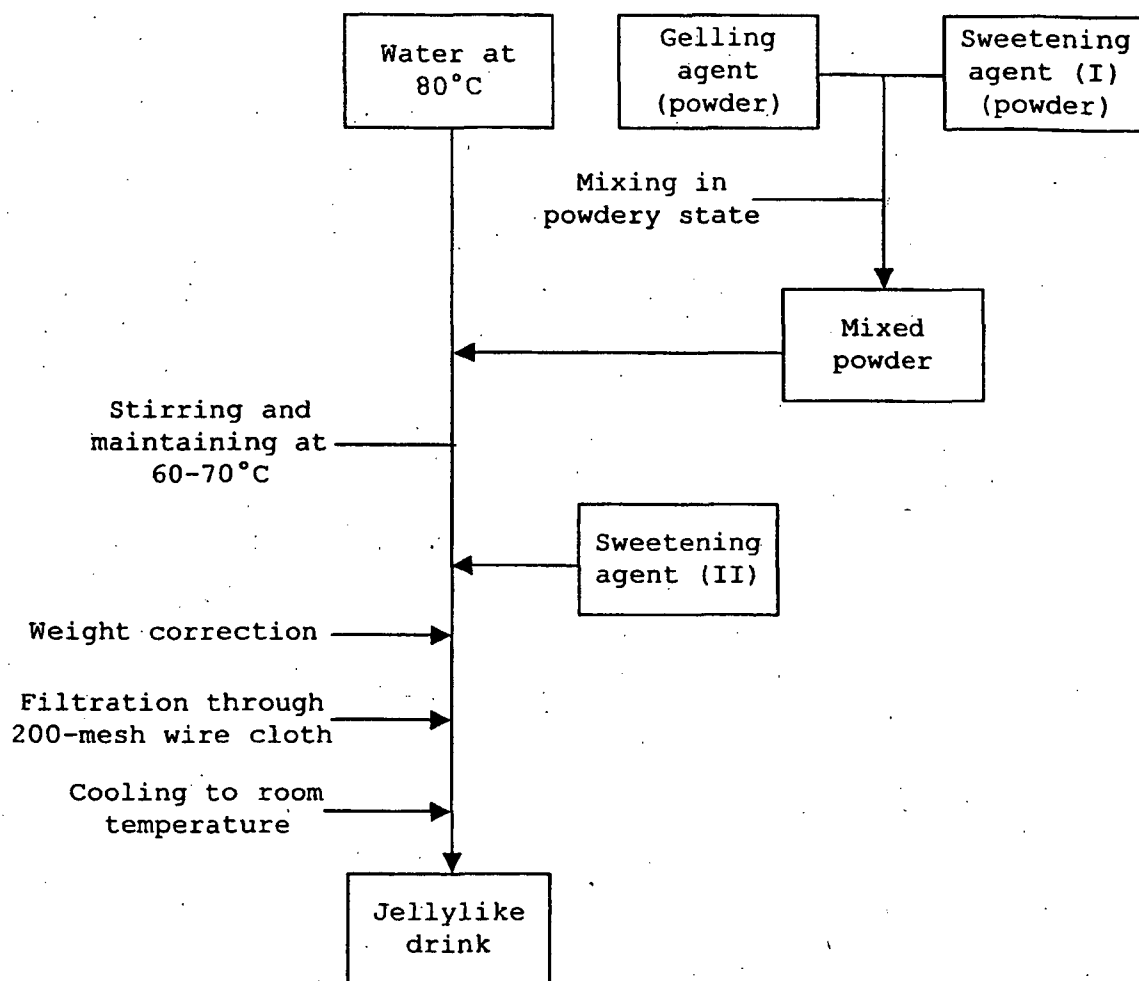 Water at
80°C
Gelling
agent
(powder)
Sweetening
agent (I)
(powder)
Mixing in
powdery state
Mixed
powder
Stirring and
maintaining at
60-70°C
Sweetening
agent (II)
Weight correction
Filtration through
200-mesh wire cloth
Cooling to room
temperature
Jellylike
drink